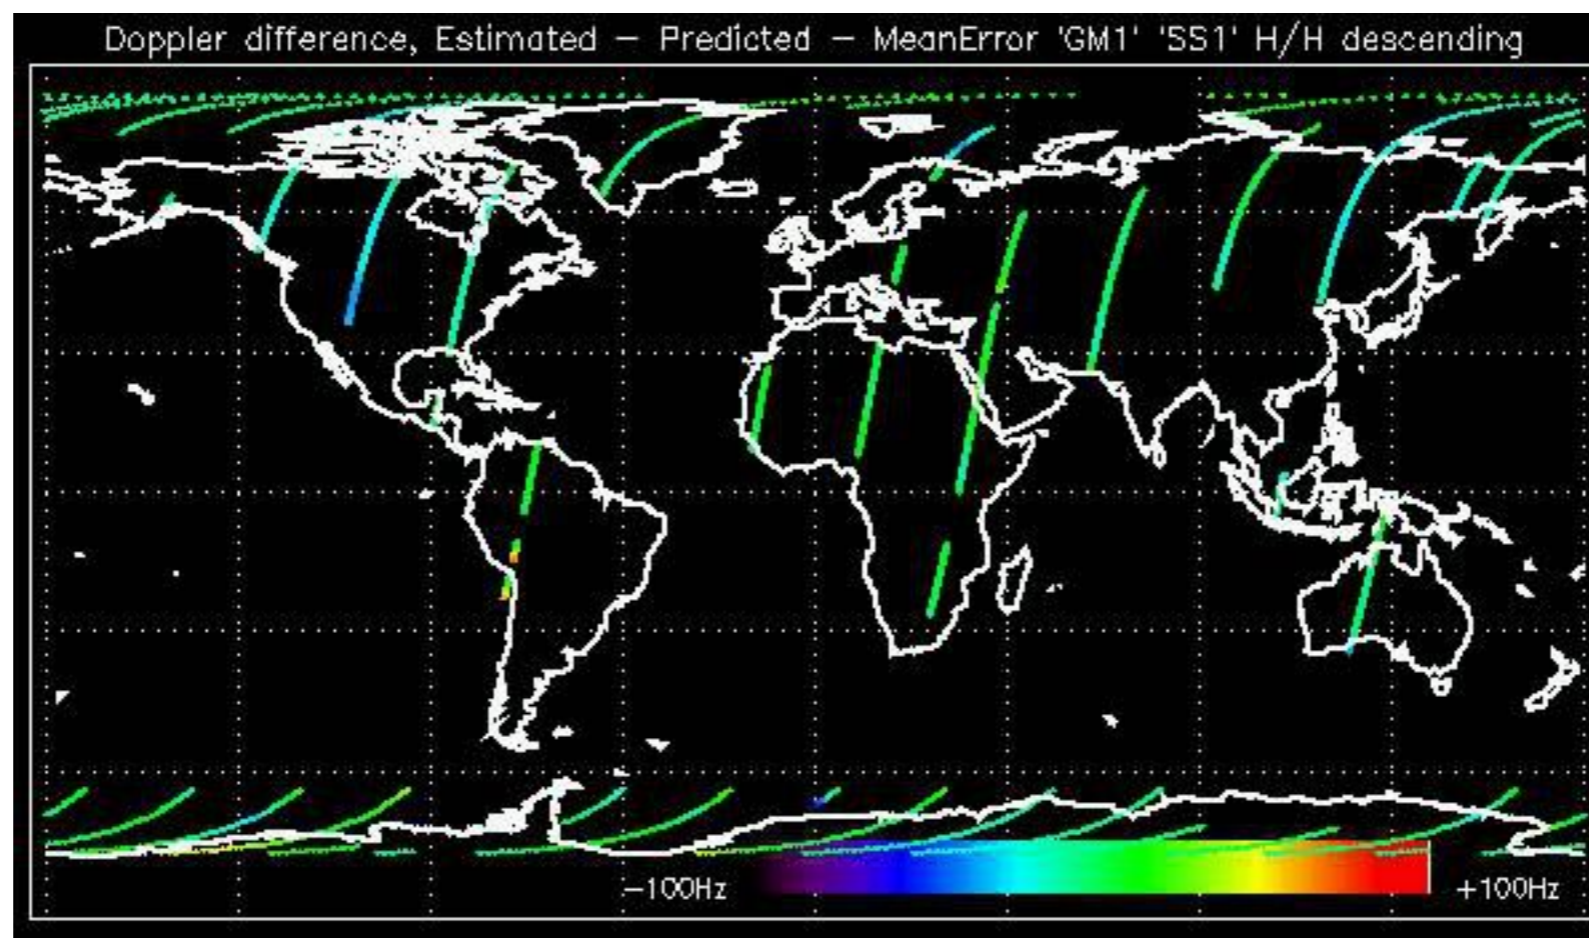 Doppler difference, Estimated − Predicted − MeanError 'GM1' 'SS1' H/H descending
−100Hz
+100Hz